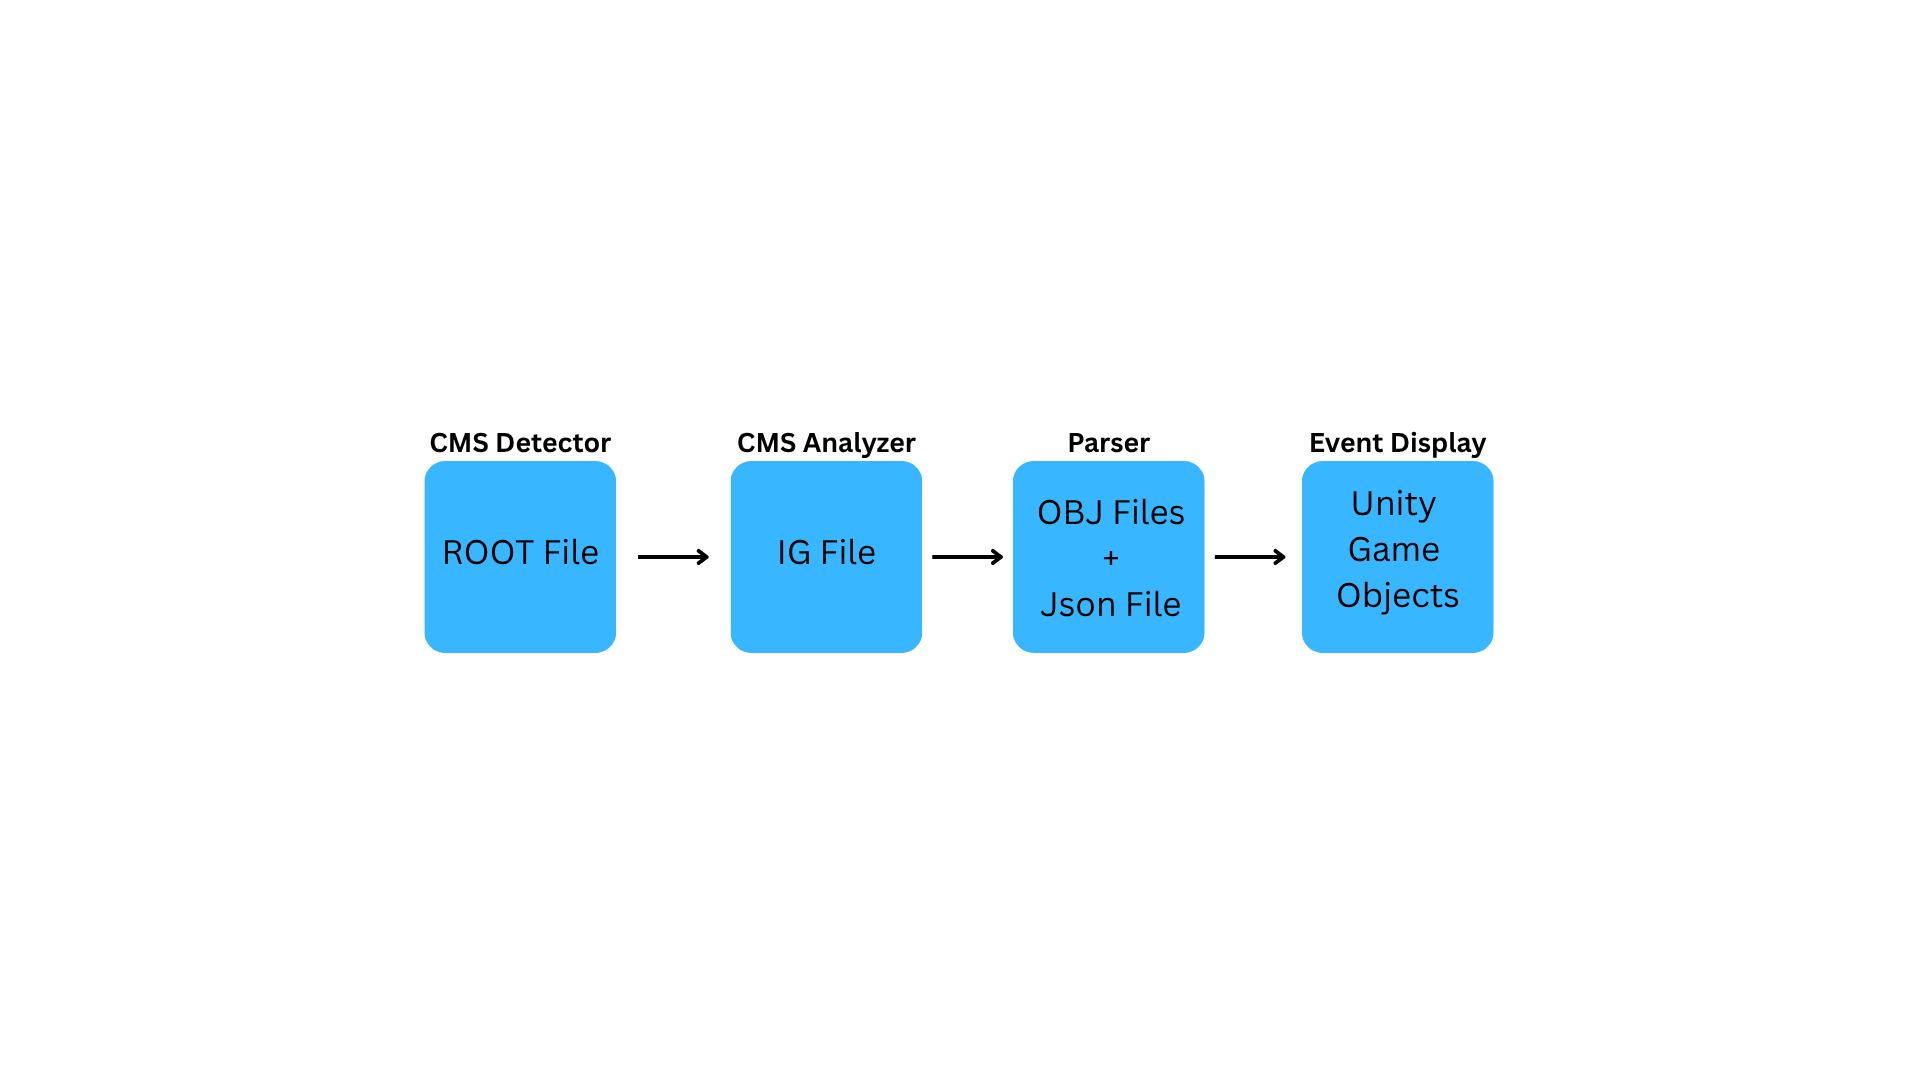 CMS Detector
ROOT File
CMS Analyzer
IG File
Parser
OBJ Files
+
Json File
Event Display
Unity
Game
Objects